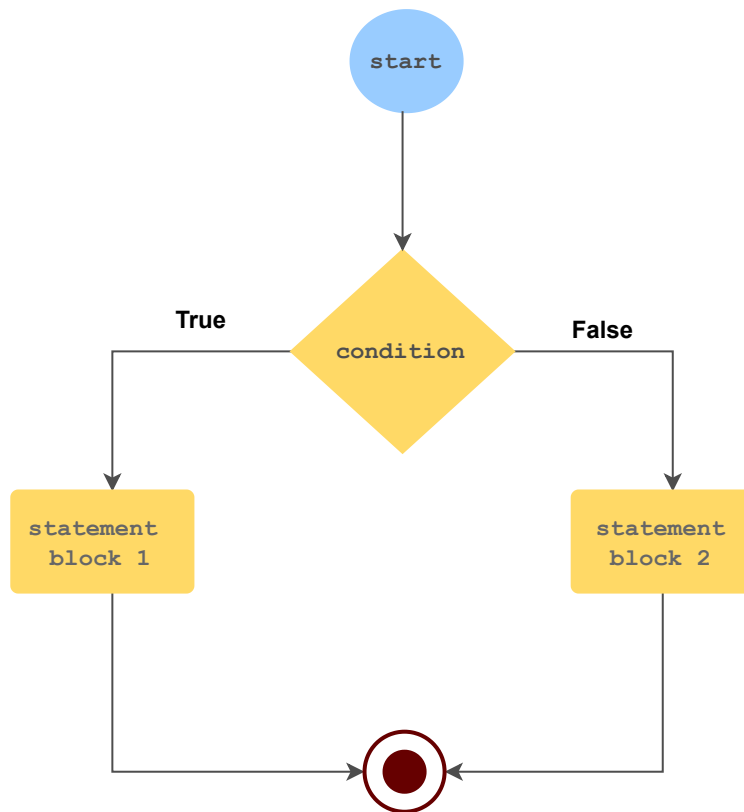 start
True
False
condition
statement
block 1
statement
block 2